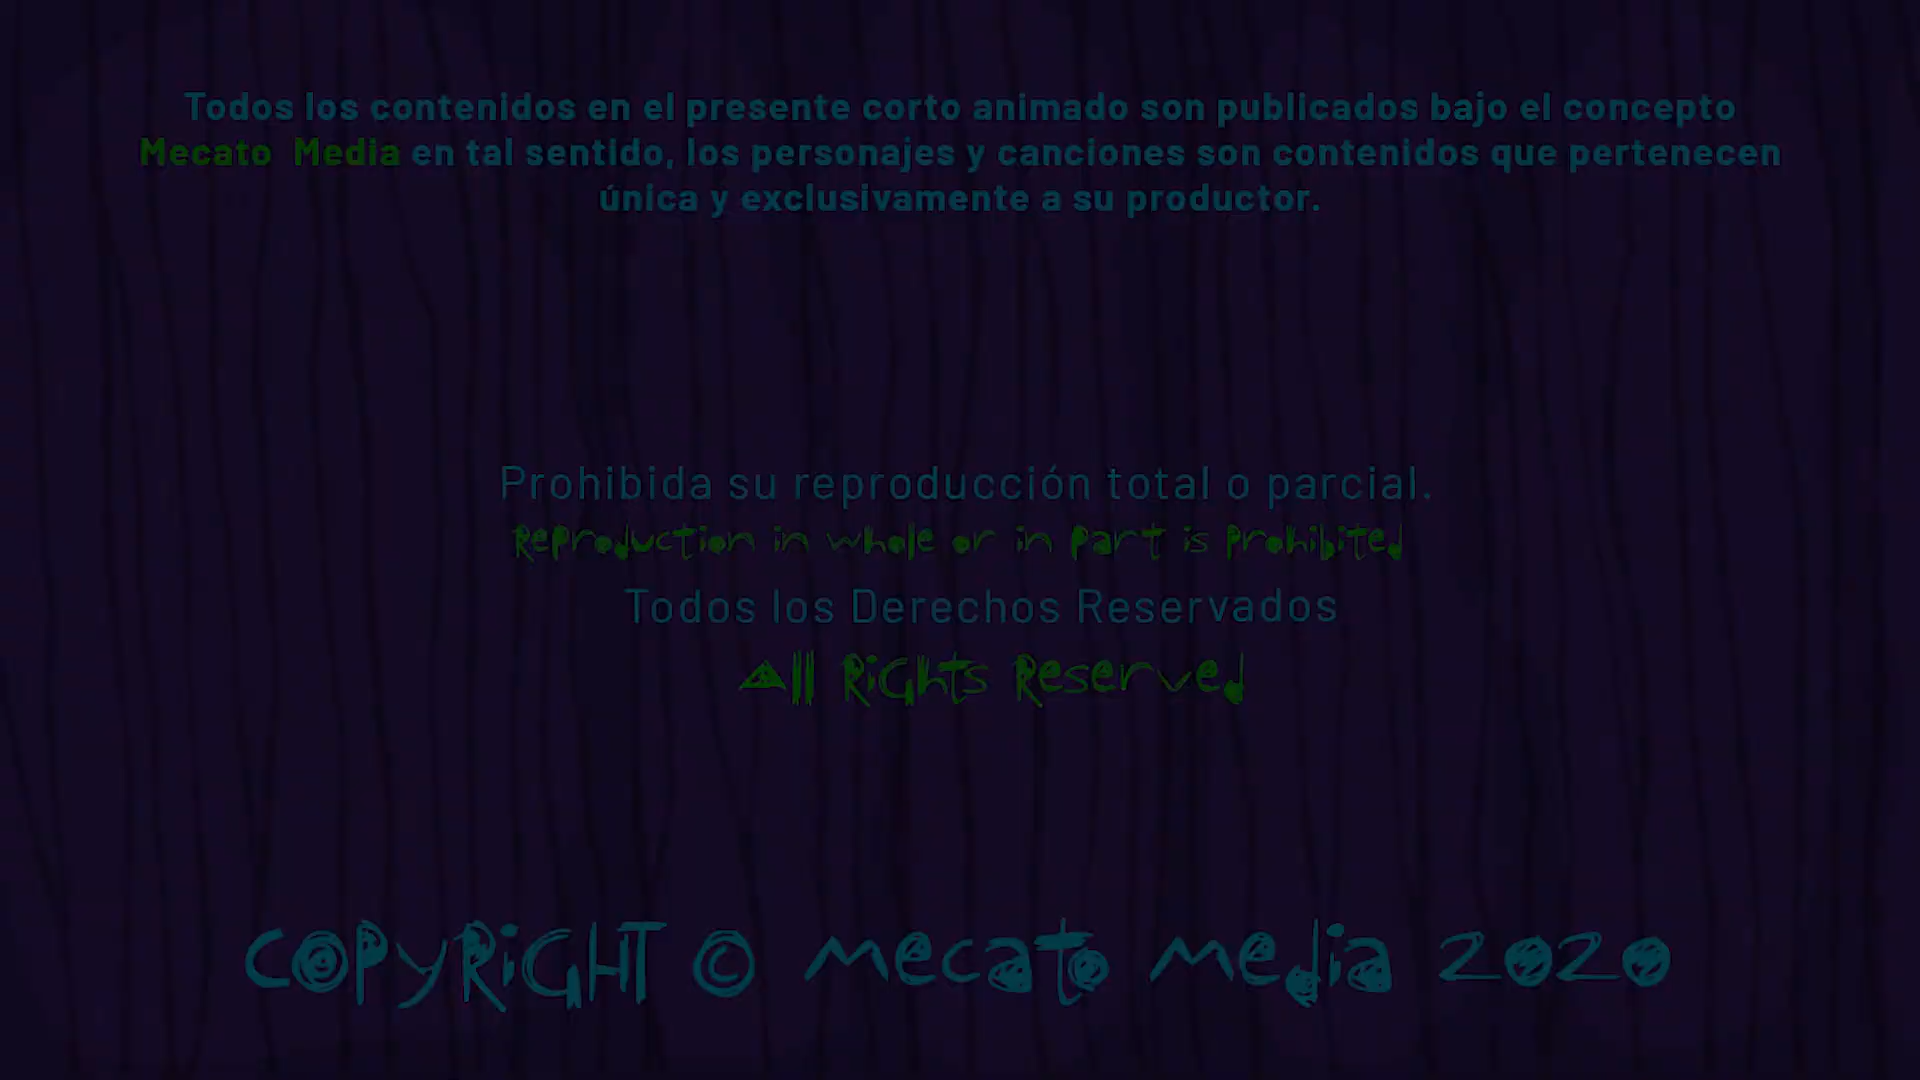 Todos los contenidos en el presente corto animado son publicados bajo el concepto
Mecato Media en tal sentido, los personajes y canciones son contenidos que pertenecen
única y exclusivamente a su productor.
Prohibida su reproducción total o parcial.
Reproduction in whole or in part is prohibited
Todos los Derechos Reservados
All Rights Reserved
COPYRIGHT © mecato media 2020